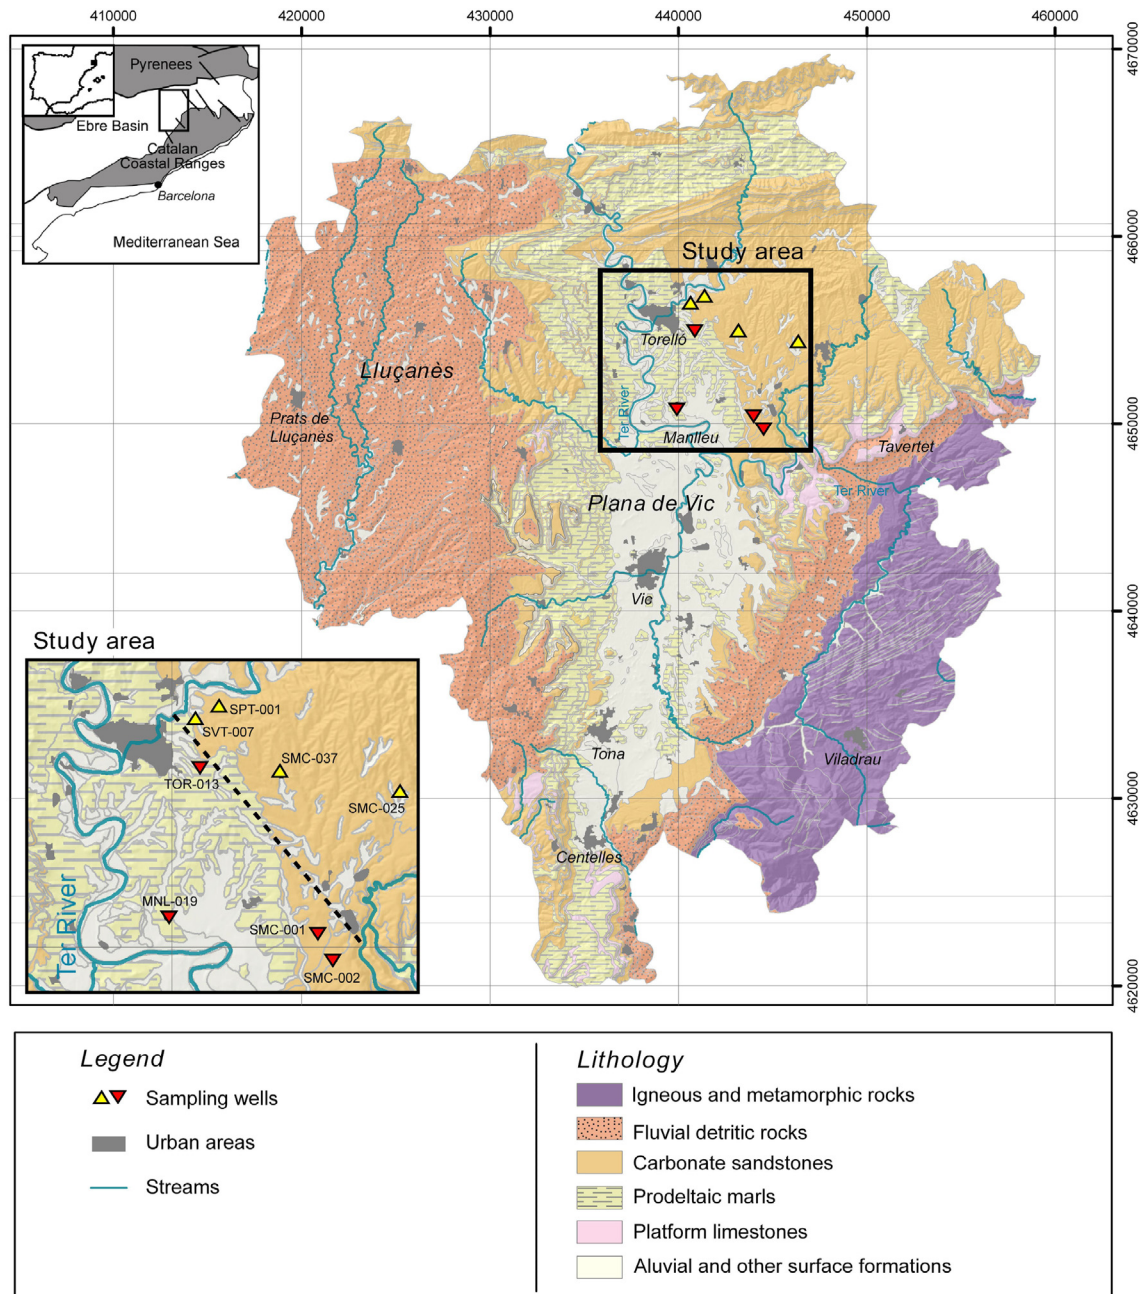 410000
420000
430000
440000
450000
460000
4670000
4660000
4650000
4640000
4630000
4620000
Pyrenees
Ebre Basin
Catalan
Coastal Ranges
Barcelona
Mediterranean Sea
Study area
Torelló
Lluçanès
Prats de
Lluçanès
Ter River
Manlleu
Tavertet
Ter River
Plana de Vic
Vic
Tona
Viladrau
Centelles
Study area
SPT-001
SVT-007
SMC-037
TOR-013
SMC-025
MNL-019
SMC-001
SMC-002
Ter River
Legend
Sampling wells
Urban areas
Streams
Lithology
Igneous and metamorphic rocks
Fluvial detritic rocks
Carbonate sandstones
Prodeltaic marls
Platform limestones
Aluvial and other surface formations